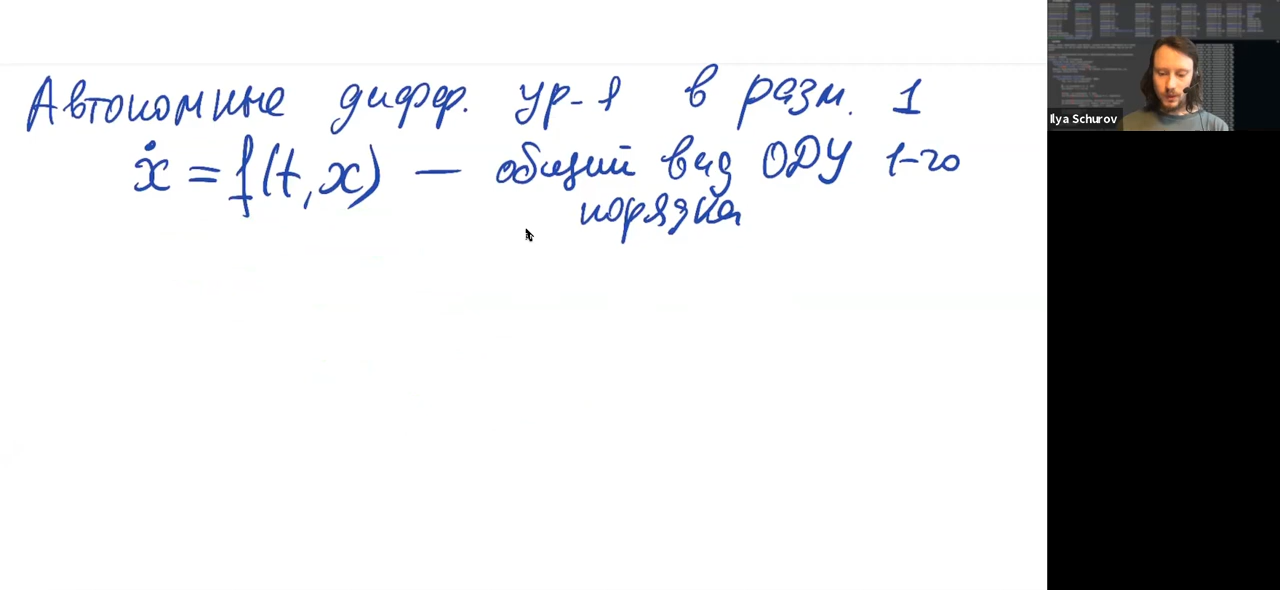 Автономные дифф. ур-я в разм. 1
ẋ = f(t, x) — общий вид ОДУ 1-го
порядка
Ilya Schurov